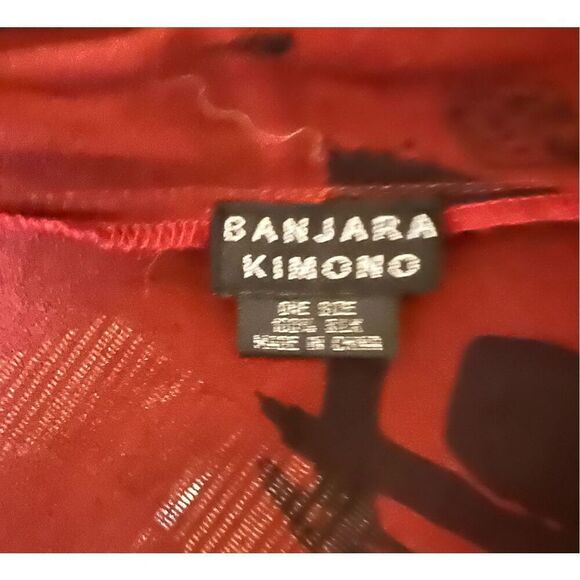 BANJARA
KIMONO
ONE SIZE
100% SILK
MADE IN CHINA